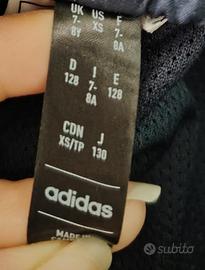 UK US F
7- XS 7-
8Y 8A
D I E
128 7- 128
8A
CDN J
XS/TP 130
adidas
MADE IN
subito